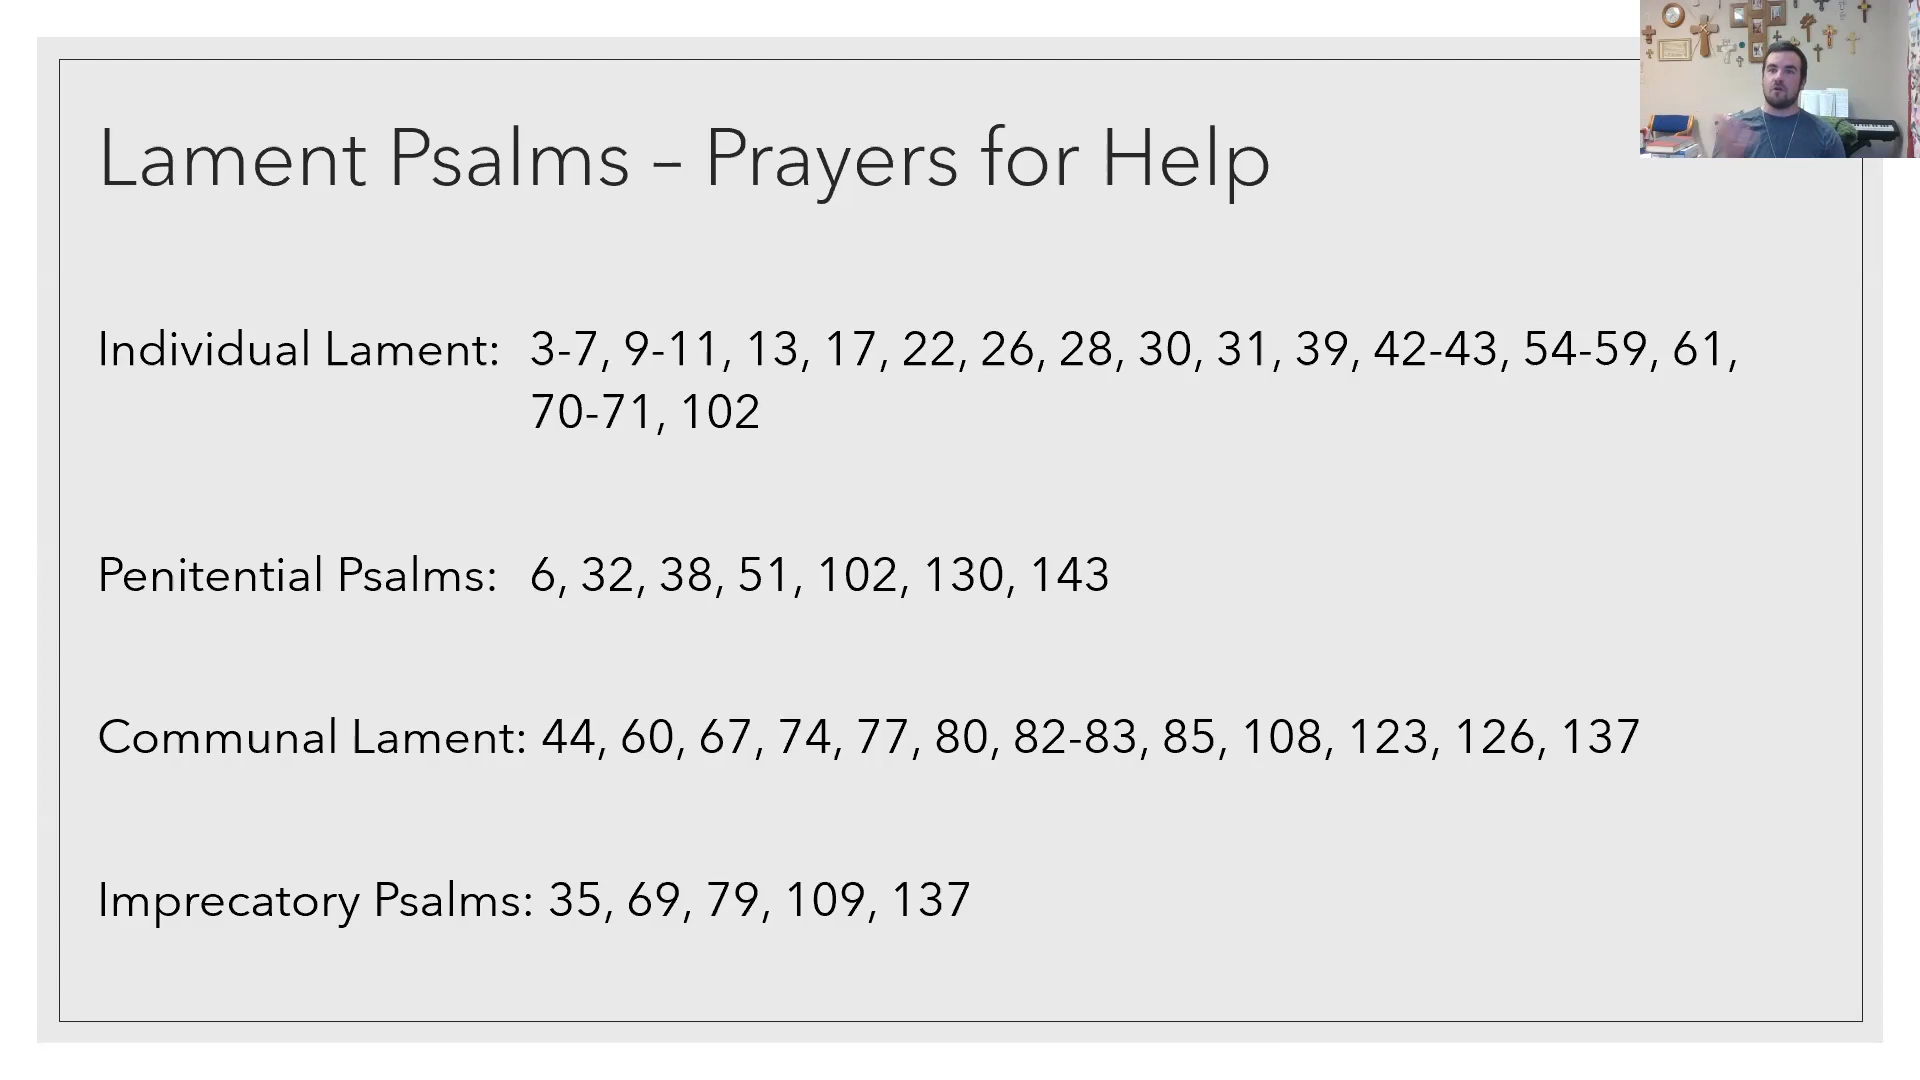 Lament Psalms – Prayers for Help
Individual Lament: 3-7, 9-11, 13, 17, 22, 26, 28, 30, 31, 39, 42-43, 54-59, 61,
70-71, 102
Penitential Psalms: 6, 32, 38, 51, 102, 130, 143
Communal Lament: 44, 60, 67, 74, 77, 80, 82-83, 85, 108, 123, 126, 137
Imprecatory Psalms: 35, 69, 79, 109, 137